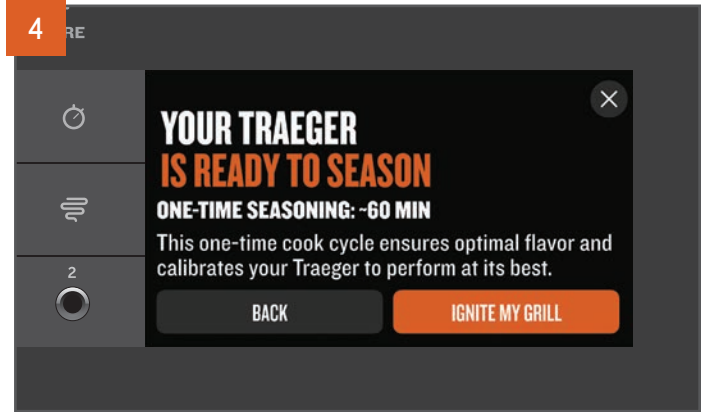 4
RE
YOUR TRAEGER
IS READY TO SEASON
ONE-TIME SEASONING: ~60 MIN
This one-time cook cycle ensures optimal flavor and
calibrates your Traeger to perform at its best.
2
BACK
IGNITE MY GRILL